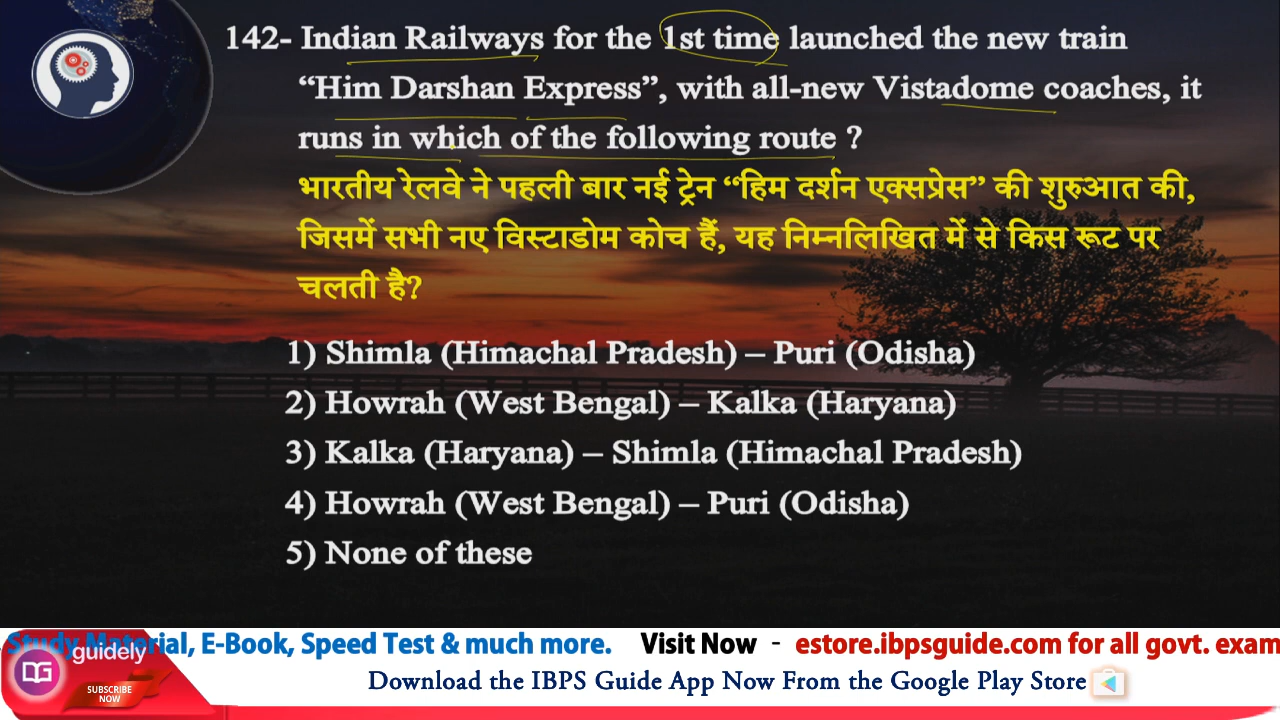 142- Indian Railways for the 1st time launched the new train
“Him Darshan Express”, with all-new Vistadome coaches, it
runs in which of the following route ?
भारतीय रेलवे ने पहली बार नई ट्रेन “हिम दर्शन एक्सप्रेस” की शुरुआत की,
जिसमें सभी नए विस्टाडोम कोच हैं, यह निम्नलिखित में से किस रूट पर
चलती है?
1) Shimla (Himachal Pradesh) – Puri (Odisha)
2) Howrah (West Bengal) – Kalka (Haryana)
3) Kalka (Haryana) – Shimla (Himachal Pradesh)
4) Howrah (West Bengal) – Puri (Odisha)
5) None of these
Study Material, E-Book, Speed Test & much more. Visit Now - estore.ibpsguide.com for all govt. exam
guidely
SUBSCRIBE
NOW
Download the IBPS Guide App Now From the Google Play Store